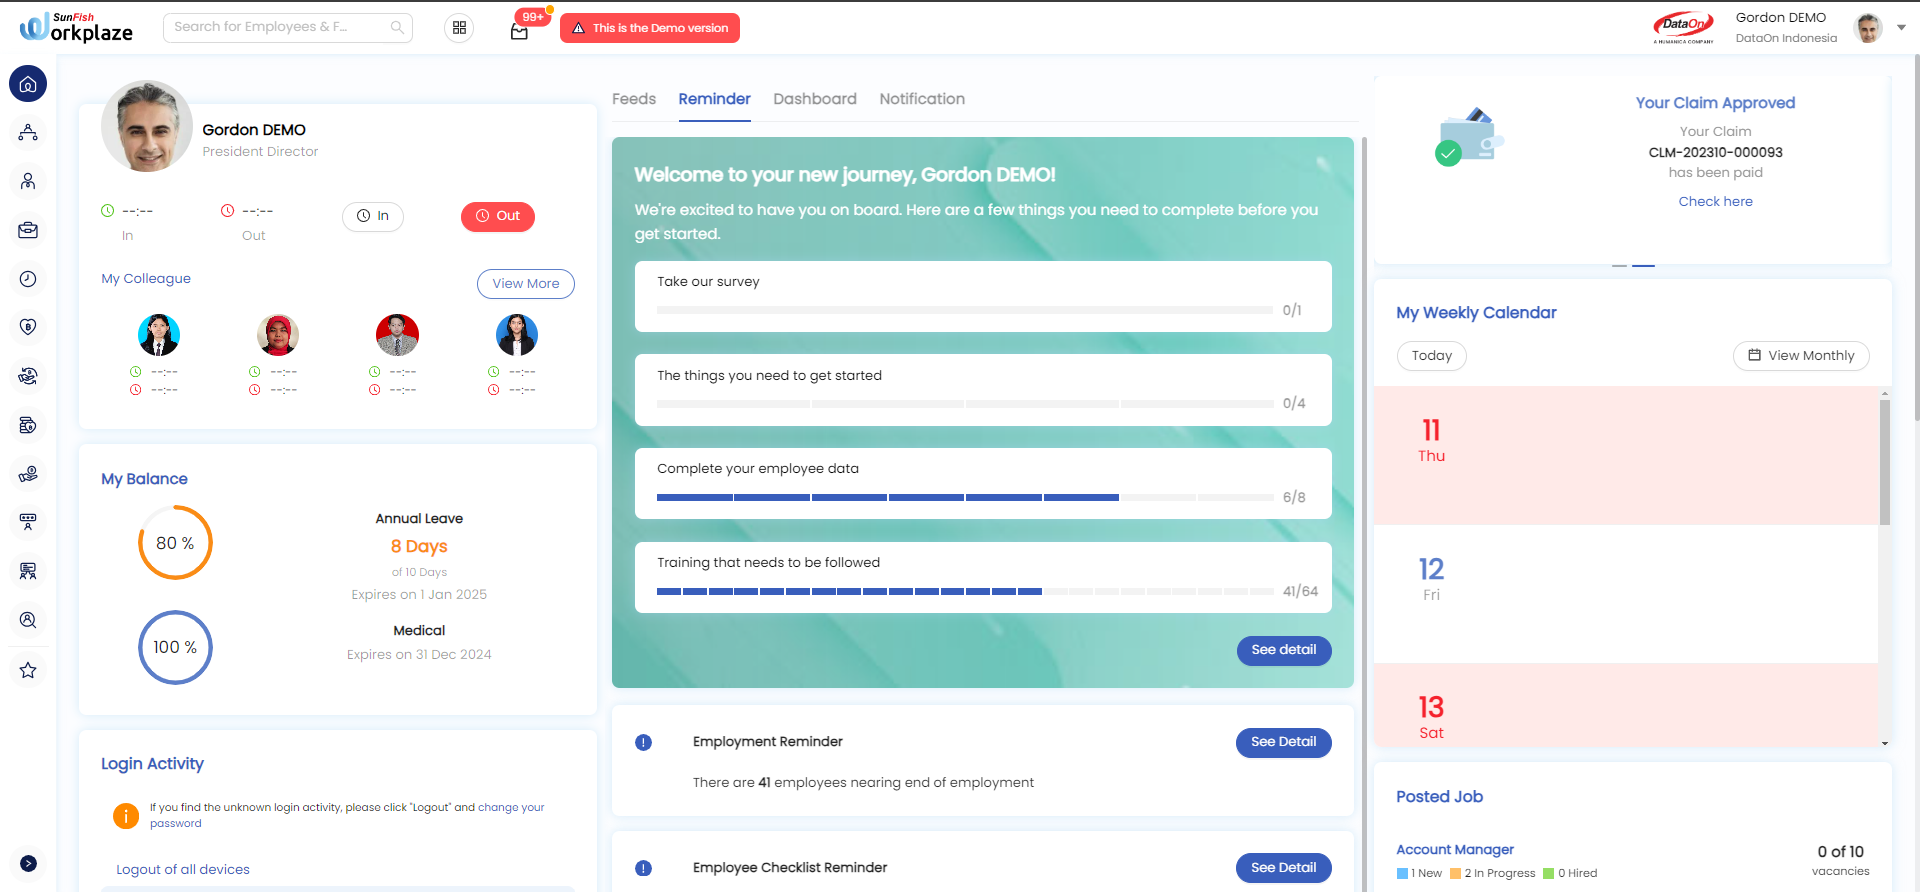 SunFish
Workplaze
Search for Employees & F...
99+
This is the Demo version
DataOn
A HUMANICA COMPANY
Gordon DEMO
DataOn Indonesia
Gordon DEMO
President Director
--:--
In
--:--
Out
In
Out
My Colleague
View More
--:--
--:--
--:--
--:--
--:--
--:--
--:--
--:--
My Balance
80 %
Annual Leave
8 Days
of 10 Days
Expires on 1 Jan 2025
100 %
Medical
Expires on 31 Dec 2024
Login Activity
If you find the unknown login activity, please click "Logout" and change your
password
Logout of all devices
Feeds
Reminder
Dashboard
Notification
Welcome to your new journey, Gordon DEMO!
We're excited to have you on board. Here are a few things you need to complete before you
get started.
Take our survey
0/1
The things you need to get started
0/4
Complete your employee data
6/8
Training that needs to be followed
41/64
See detail
Employment Reminder
See Detail
There are 41 employees nearing end of employment
Employee Checklist Reminder
See Detail
Your Claim Approved
Your Claim
CLM-202310-000093
has been paid
Check here
My Weekly Calendar
Today
View Monthly
11
Thu
12
Fri
13
Sat
Posted Job
Account Manager
1 New
2 In Progress
0 Hired
0 of 10
vacancies